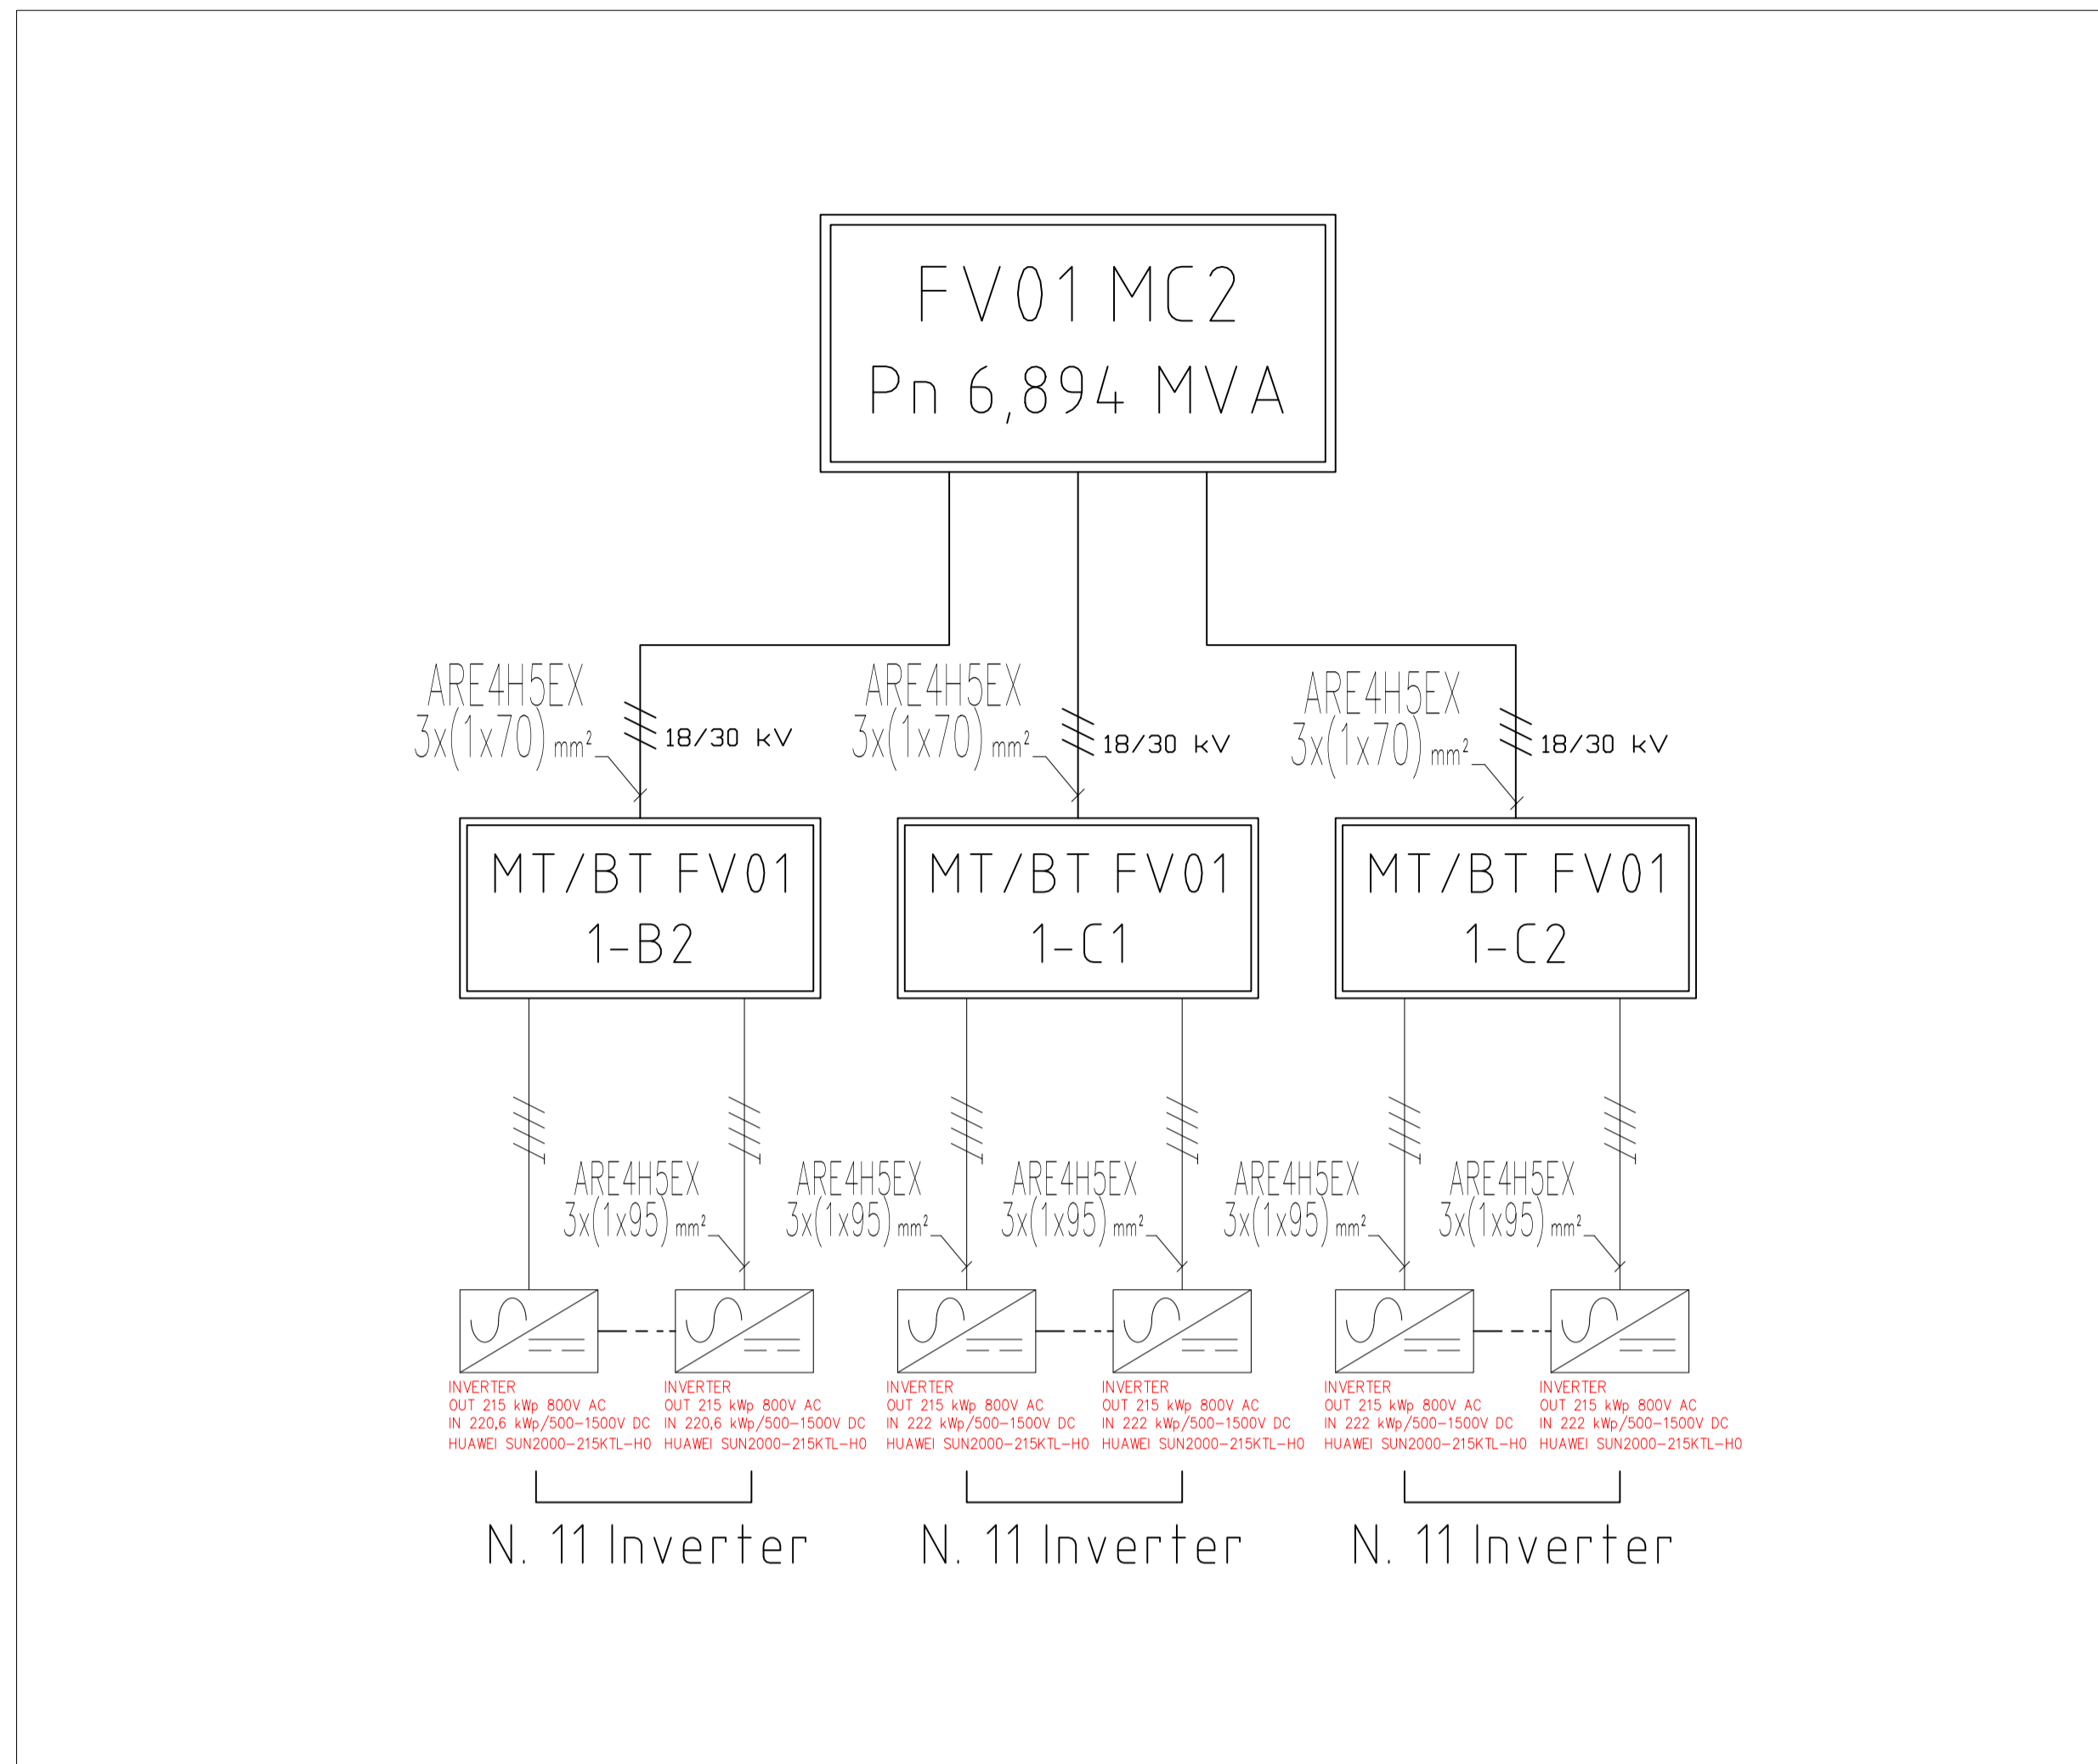 FV01 MC2
Pn 6,894 MVA
ARE4H5EX
3x(1x70) mm²
18/30 kV
ARE4H5EX
3x(1x70) mm²
18/30 kV
ARE4H5EX
3x(1x70) mm²
18/30 kV
MT/BT FV01
1-B2
MT/BT FV01
1-C1
MT/BT FV01
1-C2
ARE4H5EX
3x(1x95) mm²
ARE4H5EX
3x(1x95) mm²
ARE4H5EX
3x(1x95) mm²
ARE4H5EX
3x(1x95) mm²
ARE4H5EX
3x(1x95) mm²
INVERTER
OUT 215 kWp 800V AC
IN 220,6 kWp/500-1500V DC
HUAWEI SUN2000-215KTL-H0
INVERTER
OUT 215 kWp 800V AC
IN 220,6 kWp/500-1500V DC
HUAWEI SUN2000-215KTL-H0
INVERTER
OUT 215 kWp 800V AC
IN 222 kWp/500-1500V DC
HUAWEI SUN2000-215KTL-H0
INVERTER
OUT 215 kWp 800V AC
IN 222 kWp/500-1500V DC
HUAWEI SUN2000-215KTL-H0
INVERTER
OUT 215 kWp 800V AC
IN 222 kWp/500-1500V DC
HUAWEI SUN2000-215KTL-H0
INVERTER
OUT 215 kWp 800V AC
IN 222 kWp/500-1500V DC
HUAWEI SUN2000-215KTL-H0
N. 11 Inverter
N. 11 Inverter
N. 11 Inverter